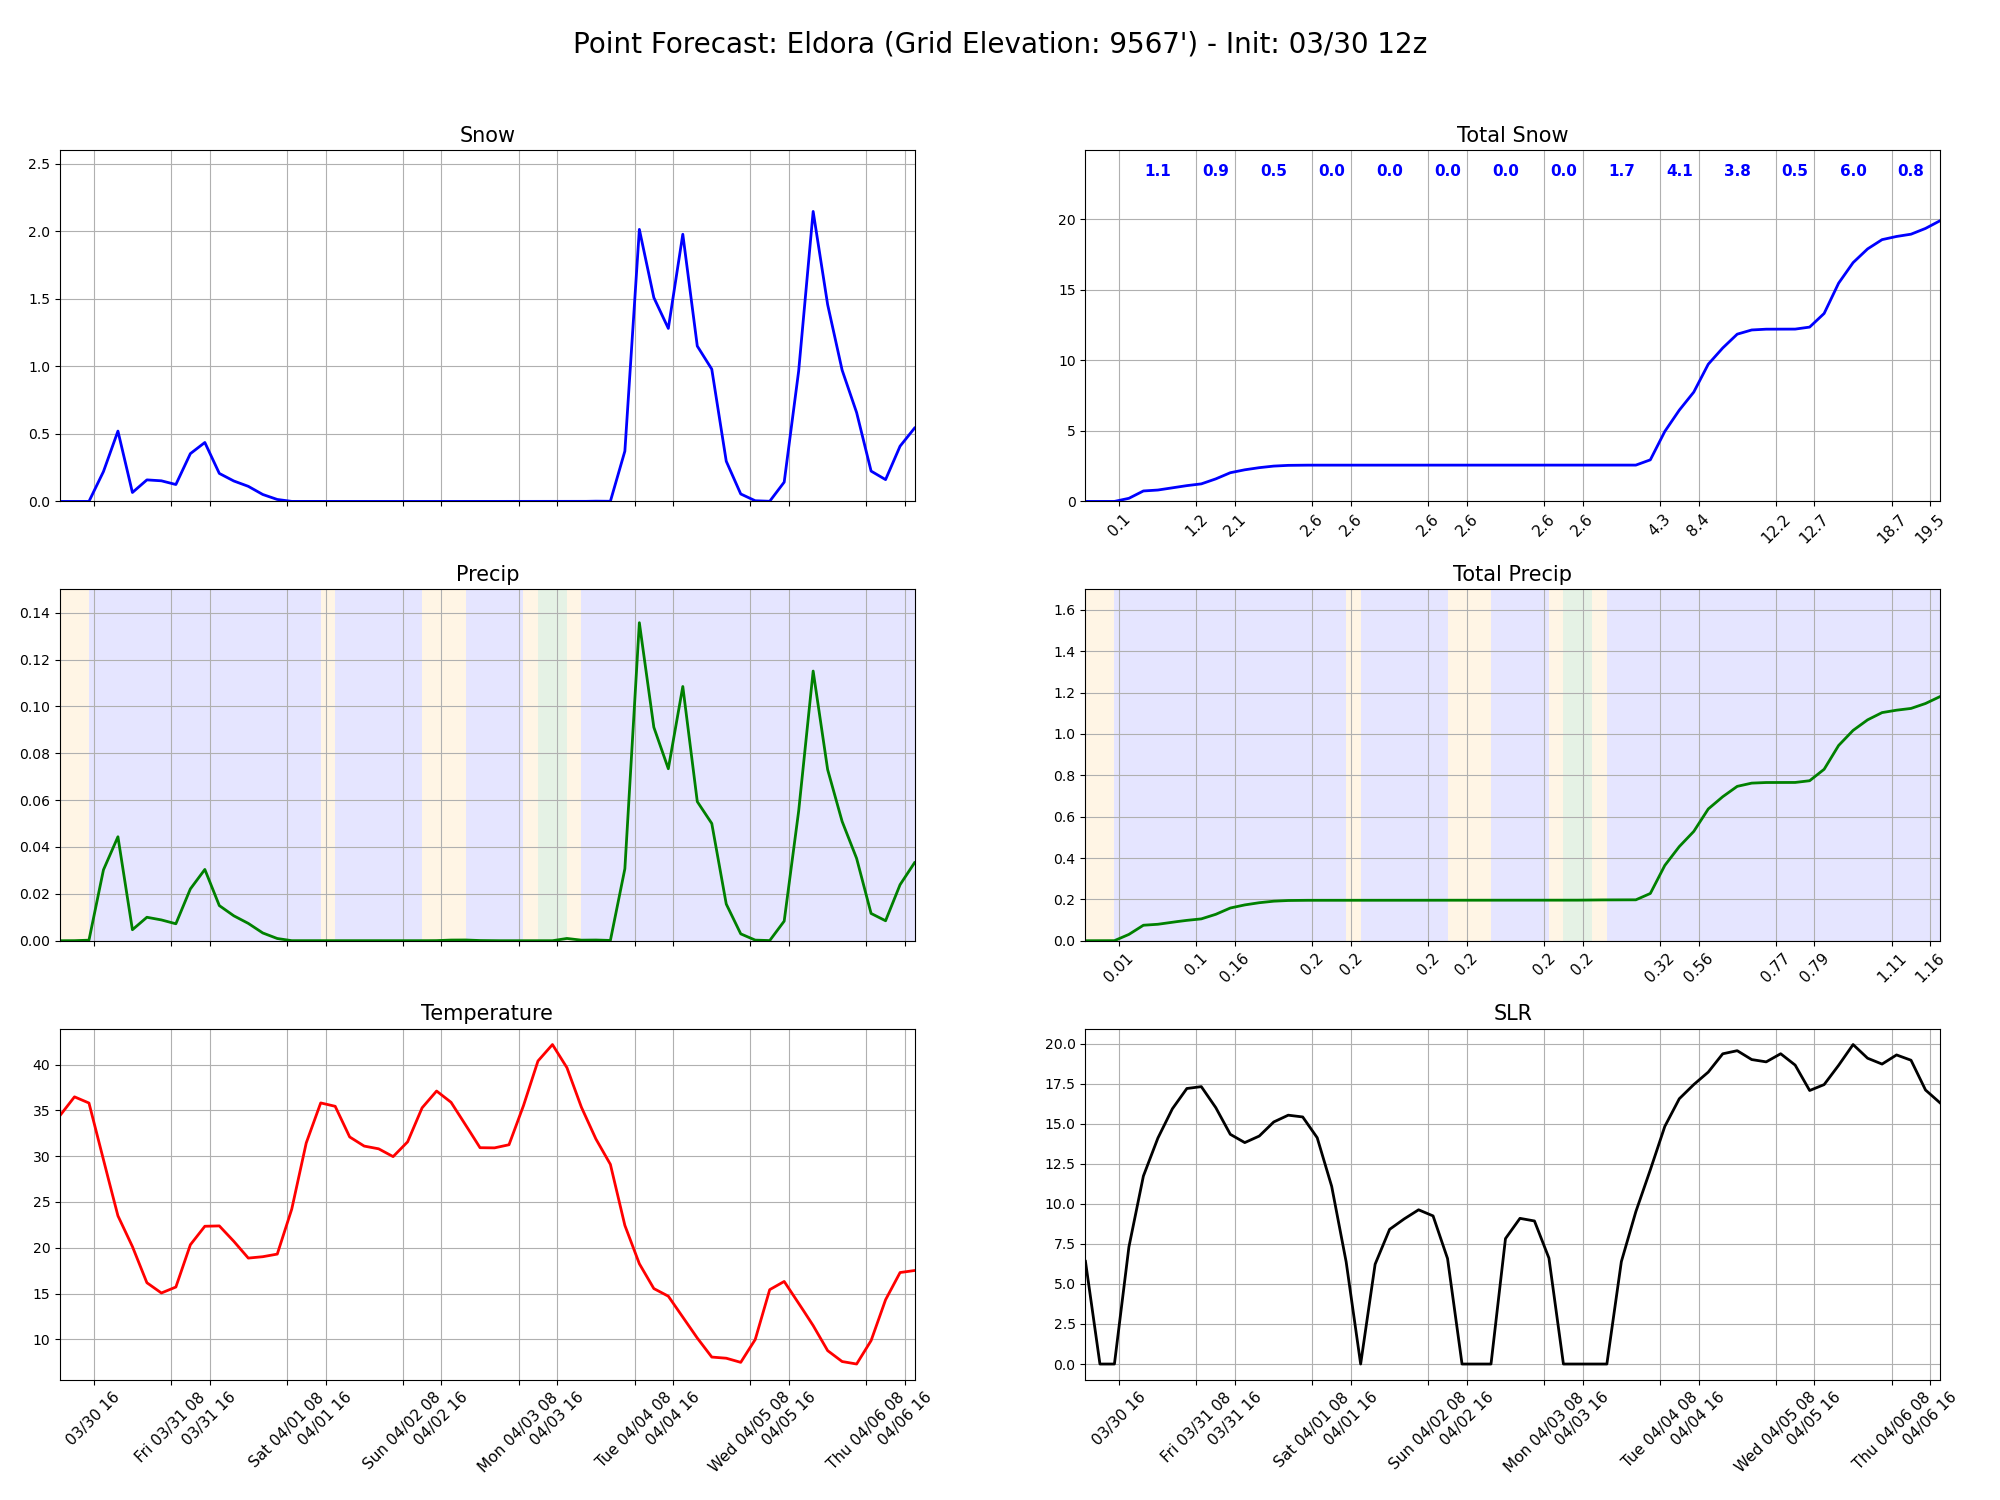 Point Forecast: Eldora (Grid Elevation: 9567') - Init: 03/30 12z
Snow
2.5
2.0
1.5
1.0
0.5
0.0
Total Snow
1.1 0.9 0.5 0.0 0.0 0.0 0.0 0.0 1.7 4.1 3.8 0.5 6.0 0.8
20
15
10
5
0
0.1 1.2 2.1 2.6 2.6 2.6 2.6 2.6 2.6 4.3 8.4 12.2 12.7 18.7 19.5
Precip
0.14
0.12
0.10
0.08
0.06
0.04
0.02
0.00
Total Precip
1.6
1.4
1.2
1.0
0.8
0.6
0.4
0.2
0.0
0.01 0.1 0.16 0.2 0.2 0.2 0.2 0.2 0.2 0.32 0.56 0.77 0.79 1.11 1.16
Temperature
40
35
30
25
20
15
10
03/30 16
Fri 03/31 08
03/31 16
Sat 04/01 08
04/01 16
Sun 04/02 08
04/02 16
Mon 04/03 08
04/03 16
Tue 04/04 08
04/04 16
Wed 04/05 08
04/05 16
Thu 04/06 08
04/06 16
SLR
20.0
17.5
15.0
12.5
10.0
7.5
5.0
2.5
0.0
03/30 16
Fri 03/31 08
03/31 16
Sat 04/01 08
04/01 16
Sun 04/02 08
04/02 16
Mon 04/03 08
04/03 16
Tue 04/04 08
04/04 16
Wed 04/05 08
04/05 16
Thu 04/06 08
04/06 16